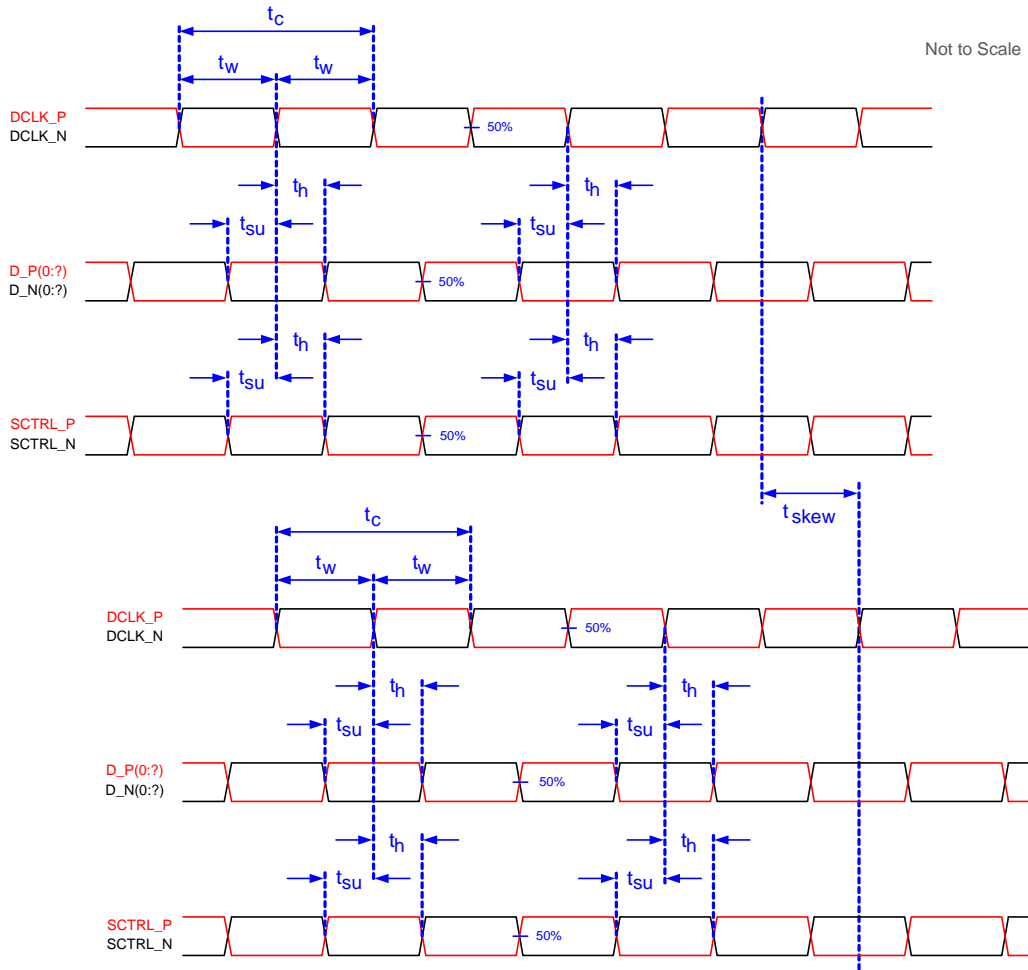 t_c
Not to Scale
t_w t_w
DCLK_P
DCLK_N
50%
t_h t_h
t_su t_su
D_P(0:?)
D_N(0:?)
50%
t_h t_h
t_su t_su
SCTRL_P
SCTRL_N
50%
t_skew
t_c
t_w t_w
DCLK_P
DCLK_N
50%
t_h t_h
t_su t_su
D_P(0:?)
D_N(0:?)
50%
t_h t_h
t_su t_su
SCTRL_P
SCTRL_N
50%